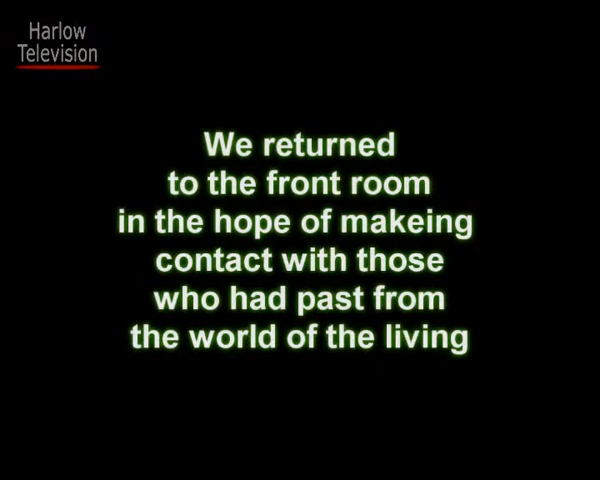 Harlow
Television
We returned
to the front room
in the hope of makeing
contact with those
who had past from
the world of the living